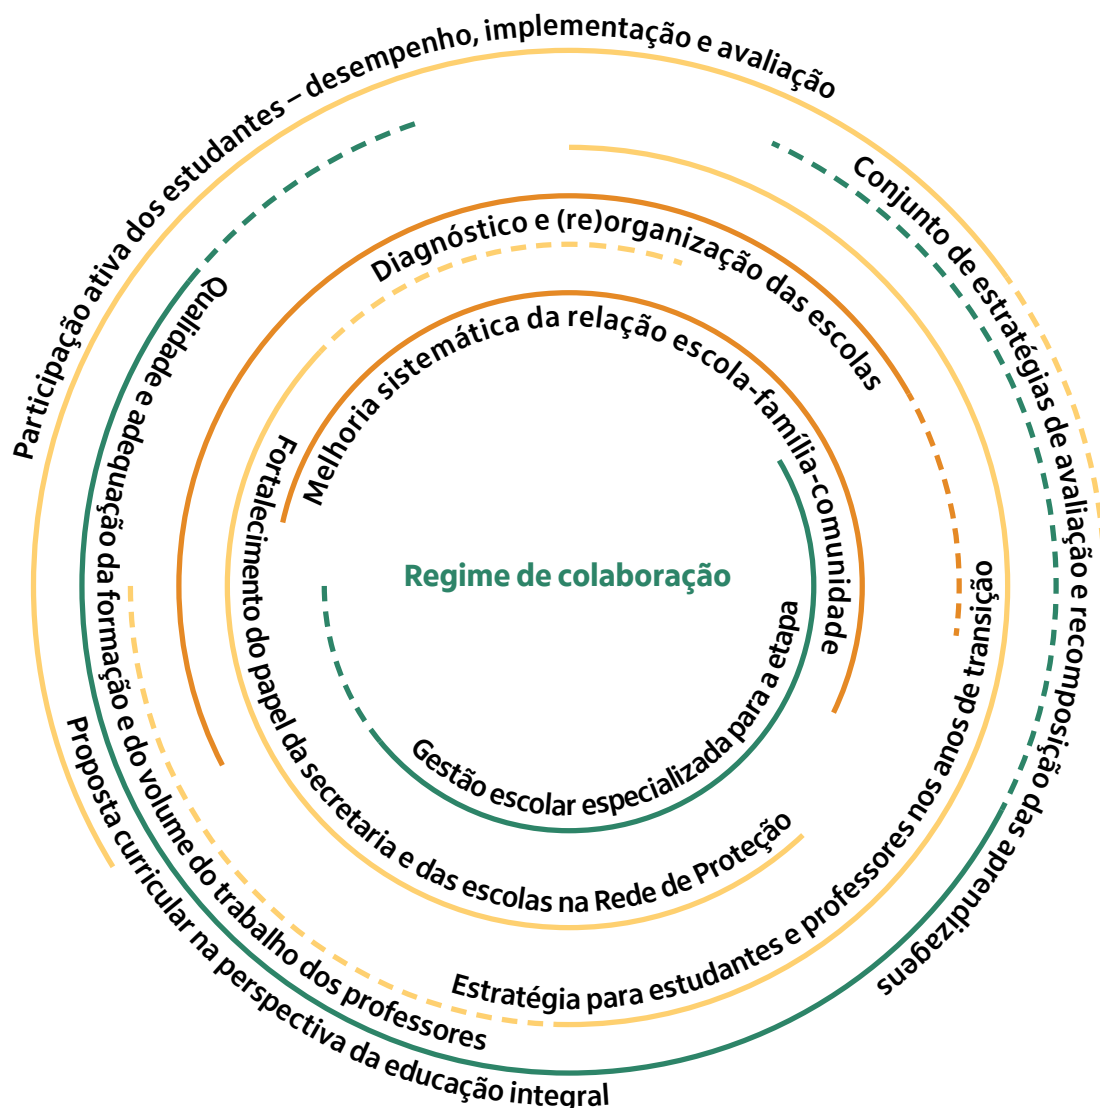 Participação ativa dos estudantes – desempenho, implementação e avaliação
Conjunto de estratégias de avaliação e recomposição das aprendizagens
Qualidade e adequação da formação e do volume do trabalho dos professores
Proposta curricular na perspectiva da educação integral
Diagnóstico e (re)organização das escolas
Estratégia para estudantes e professores nos anos de transição
Fortalecimento do papel da secretaria e das escolas na Rede de Proteção
Melhoria sistemática da relação escola-família-comunidade
Gestão escolar especializada para a etapa
Regime de colaboração